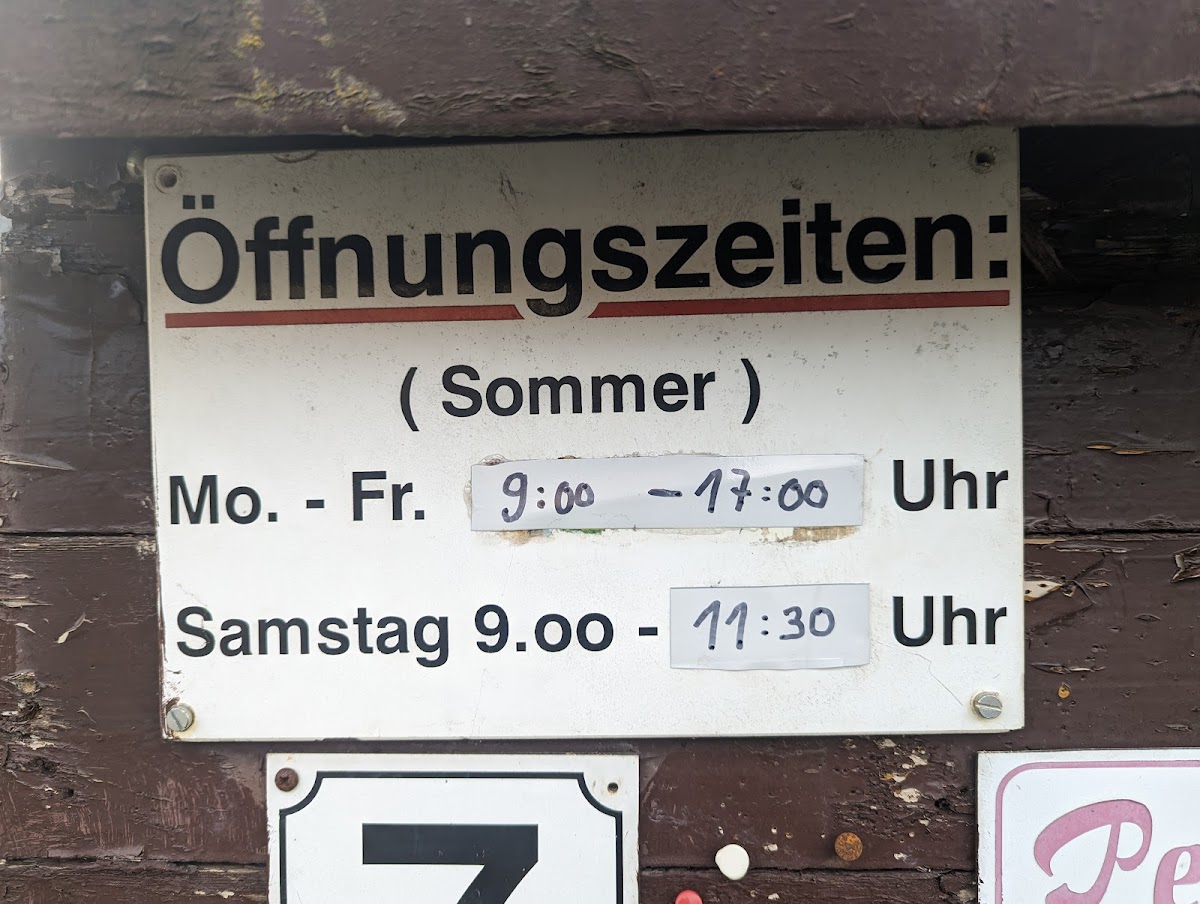 Öffnungszeiten:
( Sommer )
Mo. - Fr. 9:00 - 17:00 Uhr
Samstag 9.oo - 11:30 Uhr